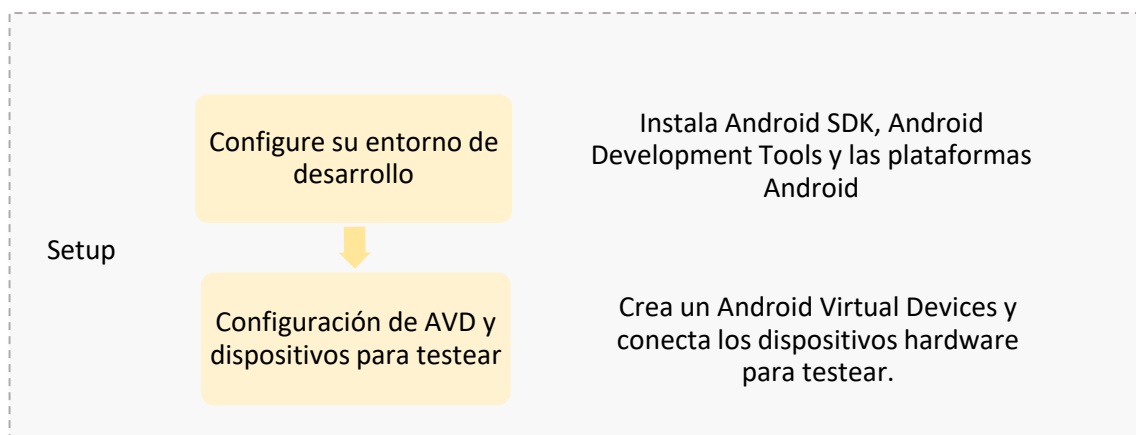 Configure su entorno de
desarrollo
Instala Android SDK, Android
Development Tools y las plataformas
Android
Setup
Configuración de AVD y
dispositivos para testear
Crea un Android Virtual Devices y
conecta los dispositivos hardware
para testear.